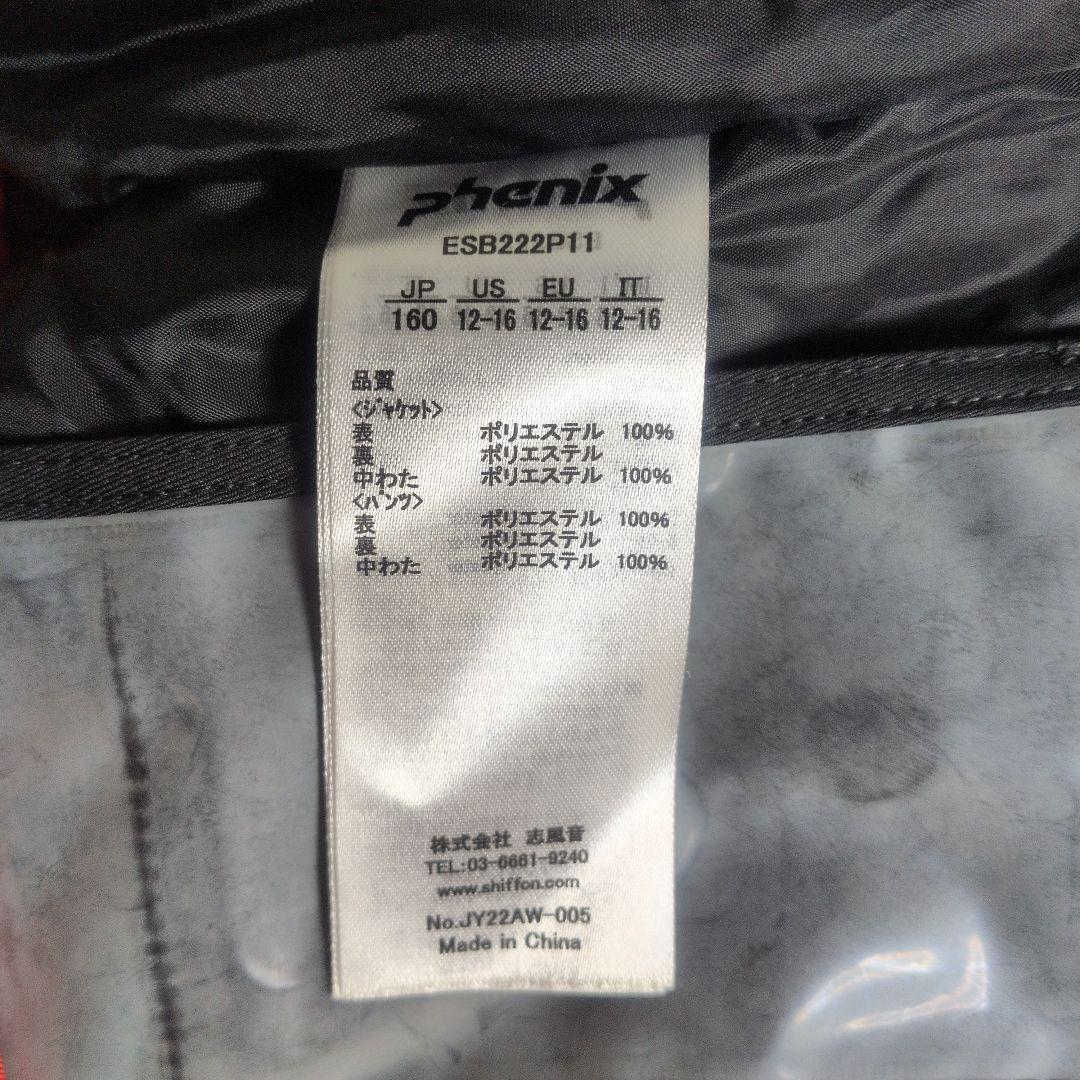 phenix
ESB222P11
JP US EU IT
160 12-16 12-16 12-16
品質
<ジャケット>
表 ポリエステル 100%
裏 ポリエステル
中わた ポリエステル 100%
<パンツ>
表 ポリエステル 100%
裏 ポリエステル
中わた ポリエステル 100%
株式会社 志風音
TEL:03-6661-9240
www.shiffon.com
No.JY22AW-005
Made in China